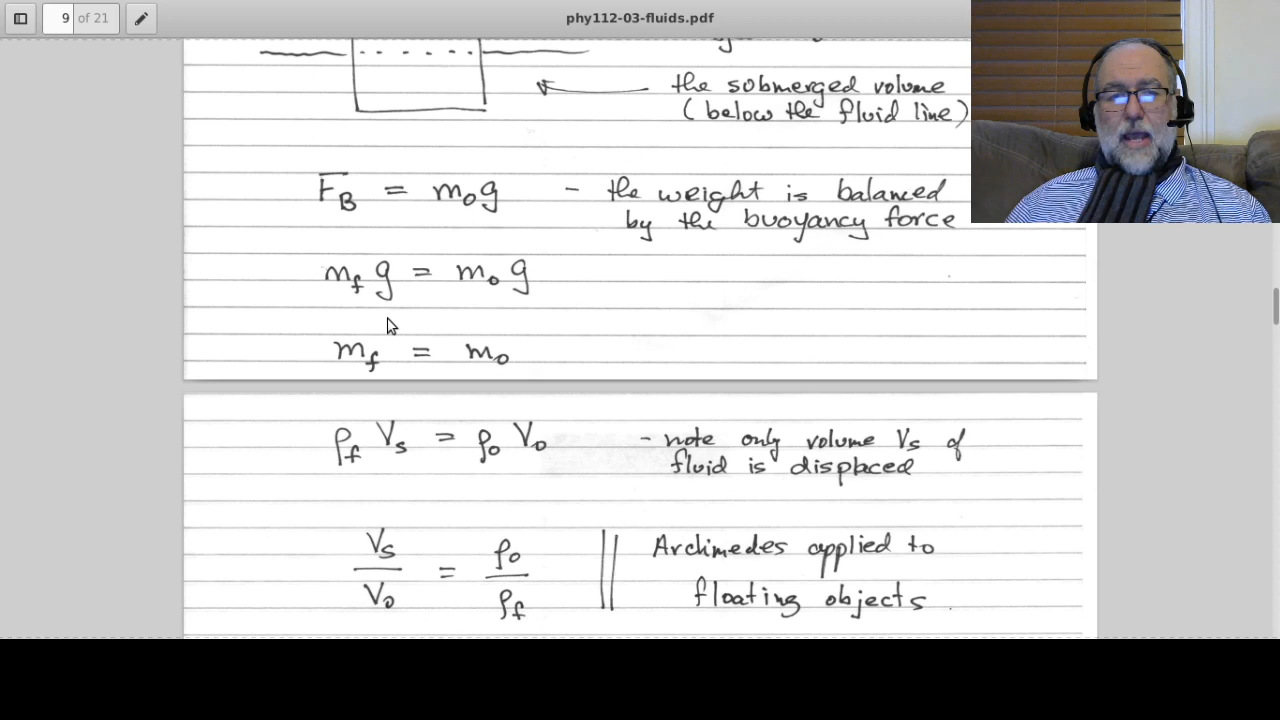 9 of 21
phy112-03-fluids.pdf
the submerged volume
(below the fluid line)
F_B = m_o g - the weight is balanced
by the buoyancy force
m_f g = m_o g
m_f = m_o
ρ_f V_s = ρ_o V_o - note only volume V_s of
fluid is displaced
V_s / V_o = ρ_o / ρ_f || Archimedes applied to
floating objects.